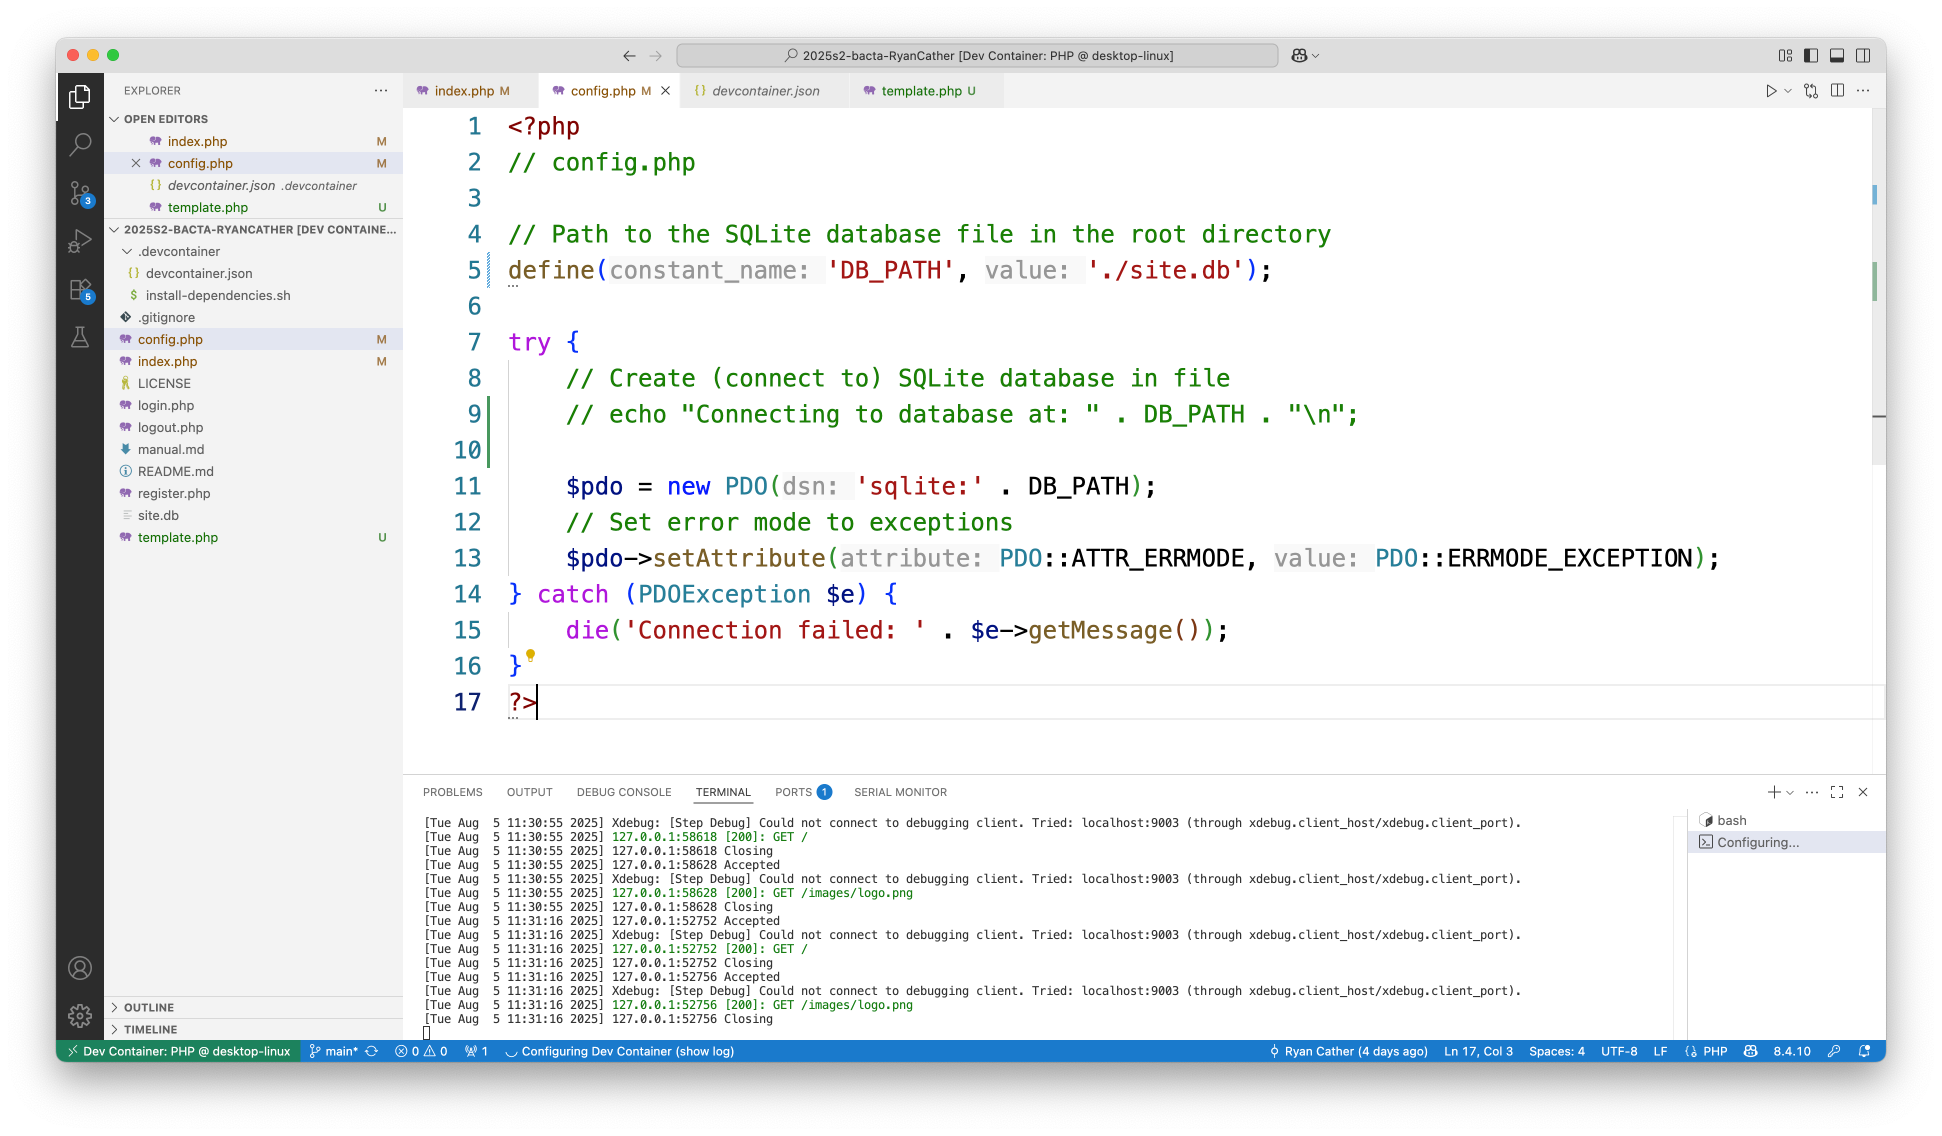 2025s2-bacta-RyanCather [Dev Container: PHP @ desktop-linux]
EXPLORER
OPEN EDITORS
index.php M
config.php M
devcontainer.json .devcontainer
template.php U
2025S2-BACTA-RYANCATHER [DEV CONTAINE...
.devcontainer
devcontainer.json
install-dependencies.sh
.gitignore
config.php M
index.php M
LICENSE
login.php
logout.php
manual.md
README.md
register.php
site.db
template.php U
OUTLINE
TIMELINE
3
5
index.php M
config.php M
devcontainer.json
template.php U
1 <?php
2 // config.php
3
4 // Path to the SQLite database file in the root directory
5 define(constant_name: 'DB_PATH', value: './site.db');
6
7 try {
8 // Create (connect to) SQLite database in file
9 // echo "Connecting to database at: " . DB_PATH . "\n";
10
11 $pdo = new PDO(dsn: 'sqlite:' . DB_PATH);
12 // Set error mode to exceptions
13 $pdo->setAttribute(attribute: PDO::ATTR_ERRMODE, value: PDO::ERRMODE_EXCEPTION);
14 } catch (PDOException $e) {
15 die('Connection failed: ' . $e->getMessage());
16 }
17 ?>
PROBLEMS OUTPUT DEBUG CONSOLE TERMINAL PORTS 1 SERIAL MONITOR
[Tue Aug  5 11:30:55 2025] Xdebug: [Step Debug] Could not connect to debugging client. Tried: localhost:9003 (through xdebug.client_host/xdebug.client_port).
[Tue Aug  5 11:30:55 2025] 127.0.0.1:58618 [200]: GET /
[Tue Aug  5 11:30:55 2025] 127.0.0.1:58618 Closing
[Tue Aug  5 11:30:55 2025] 127.0.0.1:58628 Accepted
[Tue Aug  5 11:30:55 2025] Xdebug: [Step Debug] Could not connect to debugging client. Tried: localhost:9003 (through xdebug.client_host/xdebug.client_port).
[Tue Aug  5 11:30:55 2025] 127.0.0.1:58628 [200]: GET /images/logo.png
[Tue Aug  5 11:30:55 2025] 127.0.0.1:58628 Closing
[Tue Aug  5 11:31:16 2025] 127.0.0.1:52752 Accepted
[Tue Aug  5 11:31:16 2025] Xdebug: [Step Debug] Could not connect to debugging client. Tried: localhost:9003 (through xdebug.client_host/xdebug.client_port).
[Tue Aug  5 11:31:16 2025] 127.0.0.1:52752 [200]: GET /
[Tue Aug  5 11:31:16 2025] 127.0.0.1:52752 Closing
[Tue Aug  5 11:31:16 2025] 127.0.0.1:52756 Accepted
[Tue Aug  5 11:31:16 2025] Xdebug: [Step Debug] Could not connect to debugging client. Tried: localhost:9003 (through xdebug.client_host/xdebug.client_port).
[Tue Aug  5 11:31:16 2025] 127.0.0.1:52756 [200]: GET /images/logo.png
[Tue Aug  5 11:31:16 2025] 127.0.0.1:52756 Closing
bash
Configuring...
Dev Container: PHP @ desktop-linux main* 0 0 1 Configuring Dev Container (show log) Ryan Cather (4 days ago) Ln 17, Col 3 Spaces: 4 UTF-8 LF PHP 8.4.10